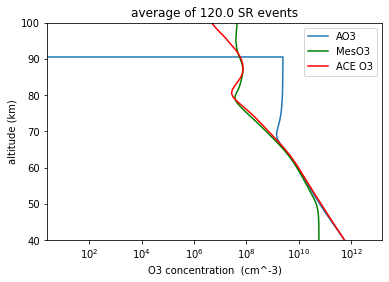 average of 120.0 SR events
AO3
MesO3
ACE O3
altitude (km)
100
90
80
70
60
50
40
10^2
10^4
10^6
10^8
10^10
10^12
O3 concentration  (cm^-3)